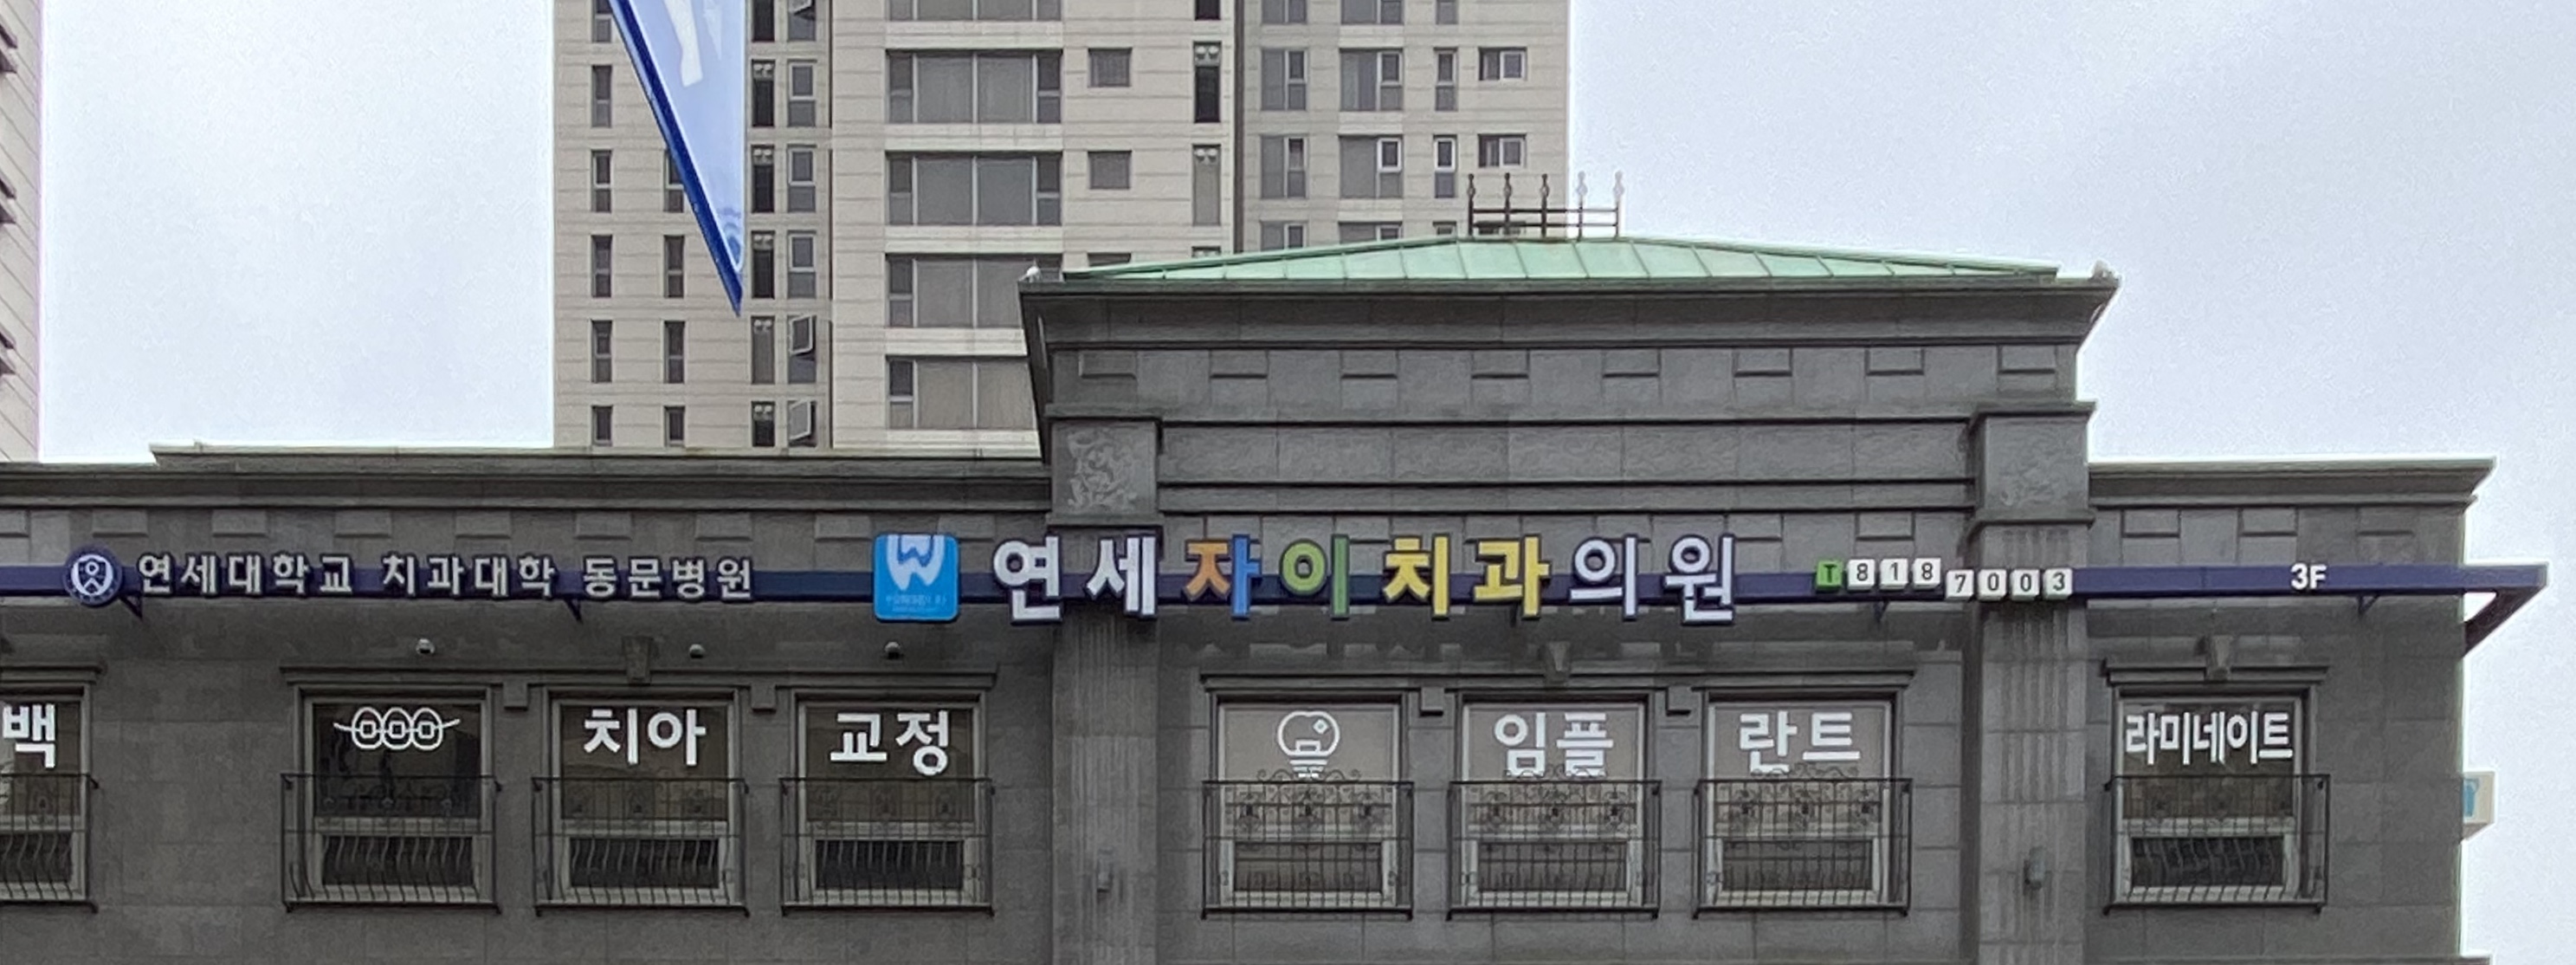 연세대학교 치과대학 동문병원
연세자이치과의원
T 818 7003
3F
백
치아 교정
임플란트
라미네이트